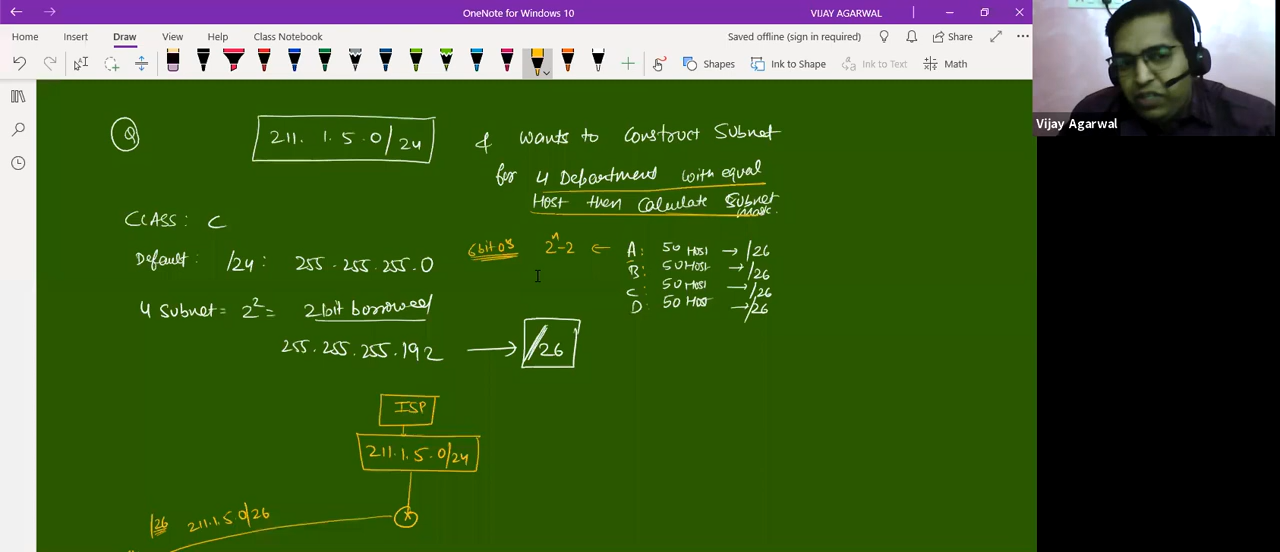 OneNote for Windows 10
VIJAY AGARWAL
Home Insert Draw View Help Class Notebook
Saved offline (sign in required)
Share
Shapes
Ink to Shape
Ink to Text
Math
Vijay Agarwal
Q
211. 1.5.0/24
& wants to construct Subnet
for 4 Department with equal
Host then Calculate Subnet
mask.
CLASS: C
Default: /24: 255.255.255.0
6bit 0's 2^n-2 ← A: 50 Host → /26
B: 50 Host → /26
C: 50 Host → /26
D: 50 Host → /26
4 Subnet = 2^2 = 2 bit borrowed
255.255.255.192 → /26
ISP
211.1.5.0/24
/26 211.1.5.0/26